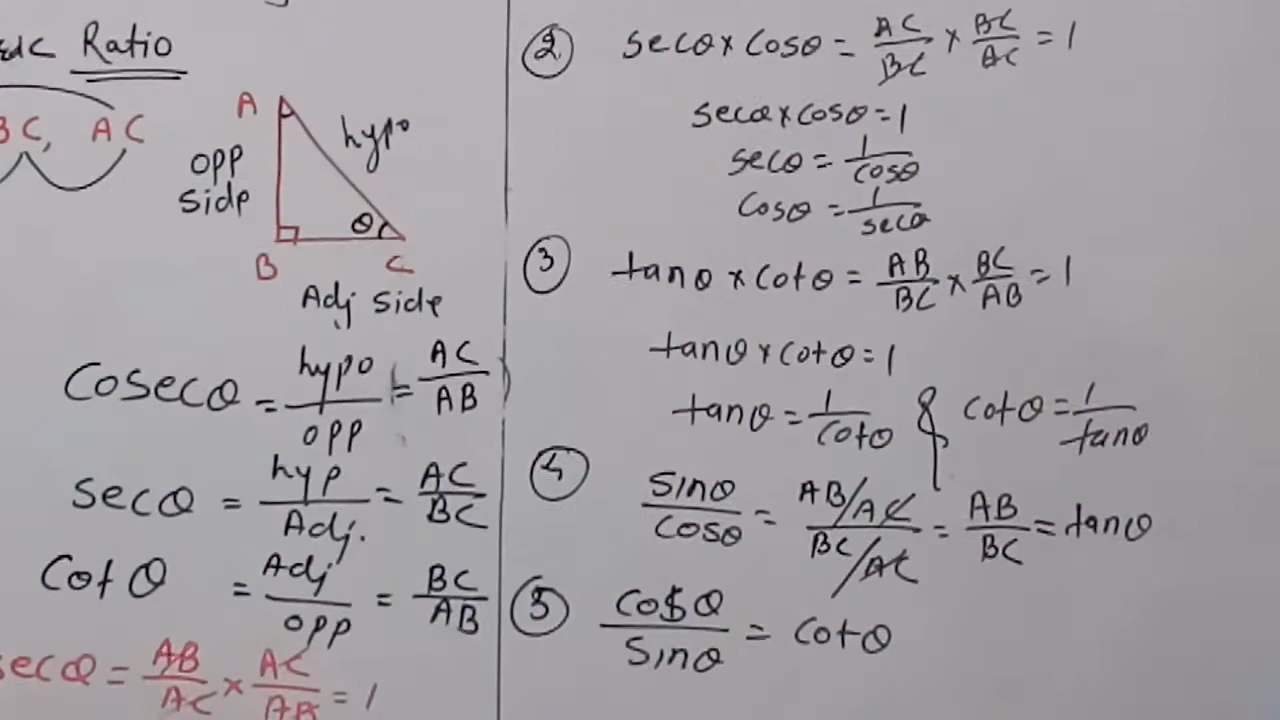 Ratio
BC, AC
A
hypo
opp
side
θ
B
C
Adj side
Cosecθ = hypo/opp = AC/AB
secθ = hyp/Adj. = AC/BC
Cotθ = Adj/opp = BC/AB
secθ = AB/AC × AC/AB = 1
② secθ × Cosθ = AC/BC × BC/AC = 1
secθ × cosθ = 1
secθ = 1/cosθ
Cosθ = 1/secθ
③ tanθ × Cotθ = AB/BC × BC/AB = 1
tanθ × Cotθ = 1
tanθ = 1/Cotθ & Cotθ = 1/tanθ
④ Sinθ/Cosθ = AB/AC / BC/AC = AB/BC = tanθ
⑤ Cosθ/Sinθ = Cotθ